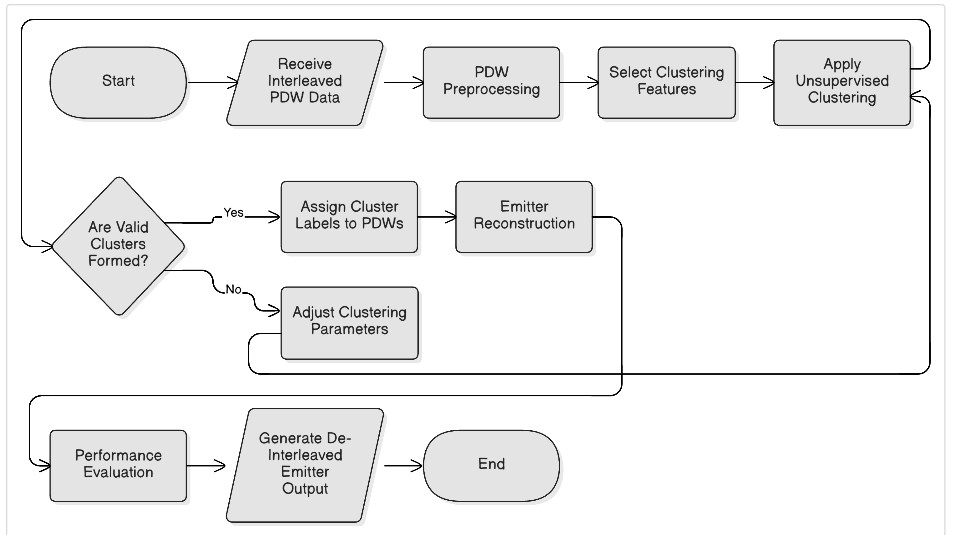 Start
Receive
Interleaved
PDW Data
PDW
Preprocessing
Select Clustering
Features
Apply
Unsupervised
Clustering
Are Valid
Clusters
Formed?
Yes
Assign Cluster
Labels to PDWs
Emitter
Reconstruction
No
Adjust Clustering
Parameters
Performance
Evaluation
Generate De-
Interleaved
Emitter
Output
End